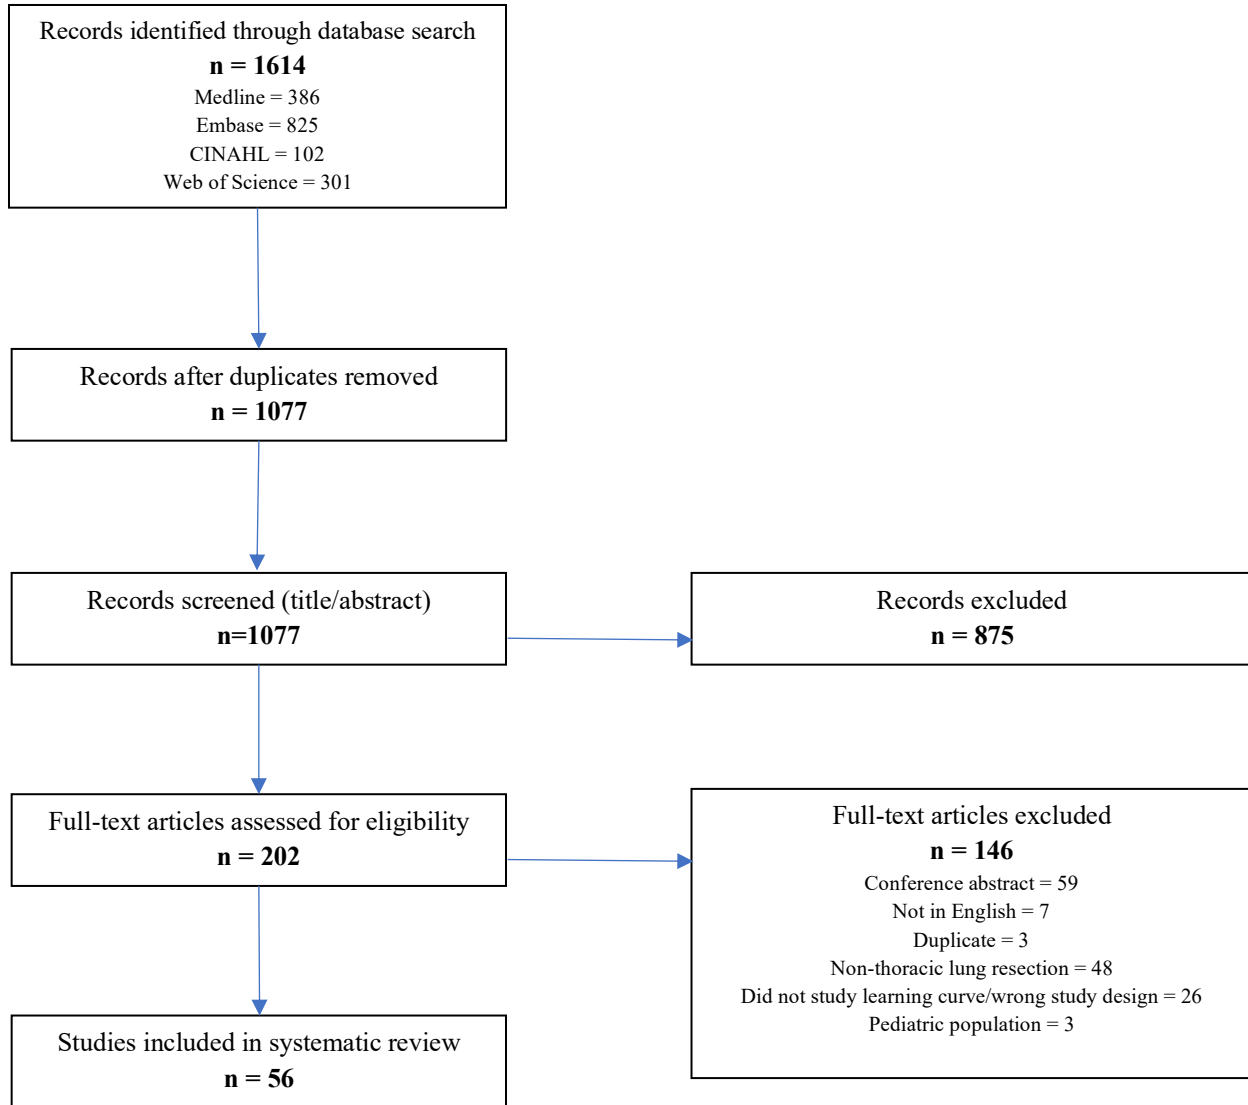 Records identified through database search
n = 1614
Medline = 386
Embase = 825
CINAHL = 102
Web of Science = 301
Records after duplicates removed
n = 1077
Records screened (title/abstract)
n=1077
Records excluded
n = 875
Full-text articles assessed for eligibility
n = 202
Full-text articles excluded
n = 146
Conference abstract = 59
Not in English = 7
Duplicate = 3
Non-thoracic lung resection = 48
Did not study learning curve/wrong study design = 26
Pediatric population = 3
Studies included in systematic review
n = 56